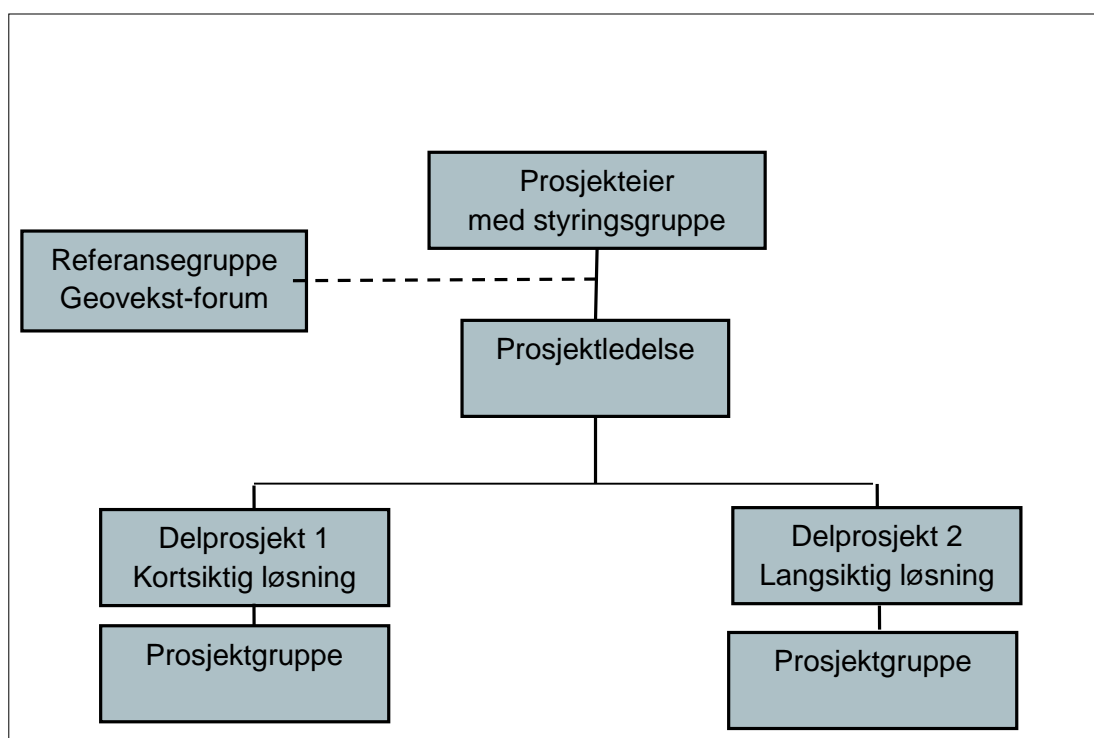 Prosjekteier
med styringsgruppe
Referansegruppe
Geovekst-forum
Prosjektledelse
Delprosjekt 1
Kortsiktig løsning
Delprosjekt 2
Langsiktig løsning
Prosjektgruppe
Prosjektgruppe